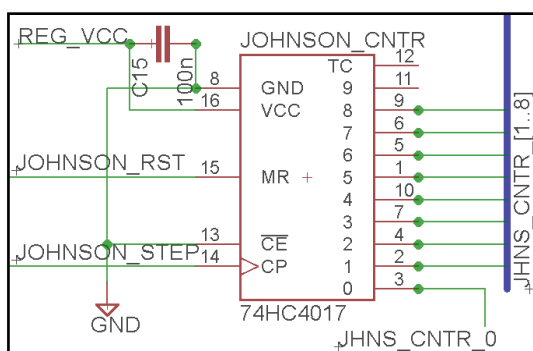 REG_VCC
C15
100n
JOHNSON_CNTR
TC 12
9 11
8 GND 8 9
16 VCC 7 6
6 5
JOHNSON_RST 15 MR 5 1
4 10
3 7
13 CE 2 4
JOHNSON_STEP 14 CP 1 2
0 3
GND
74HC4017
JHNS_CNTR_0
JHNS_CNTR_[1..8]